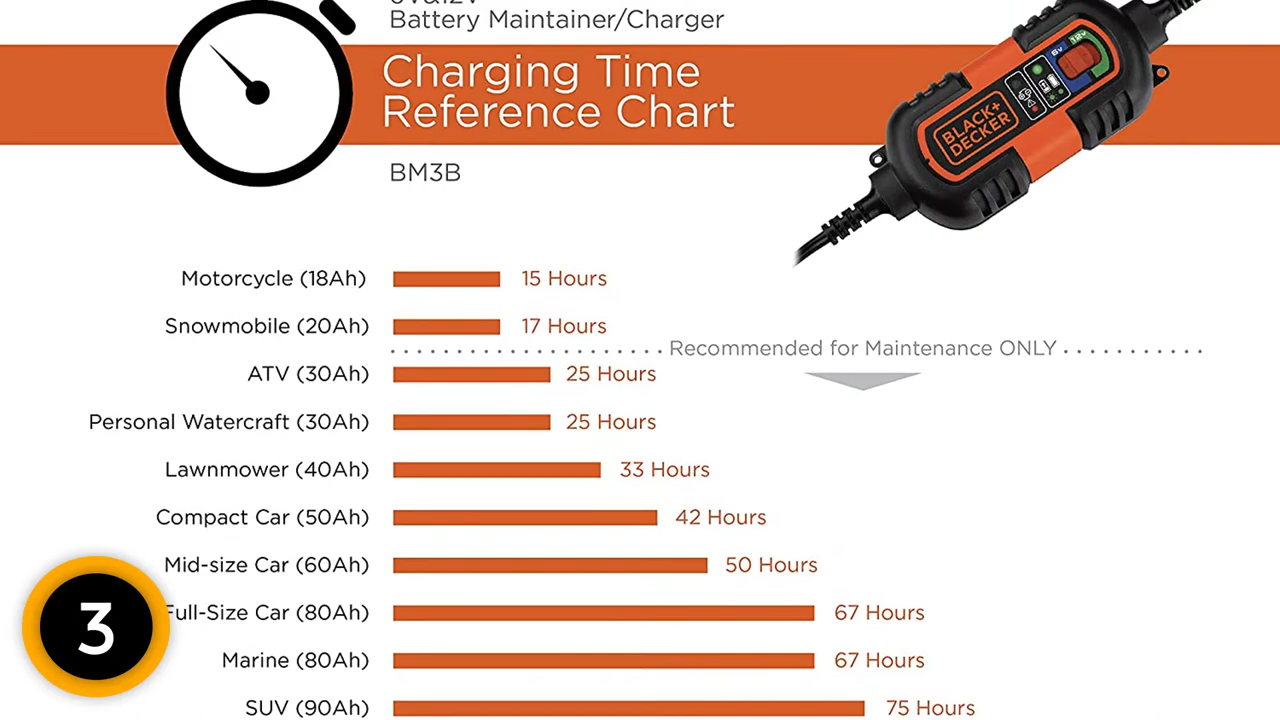 Battery Maintainer/Charger
Charging Time
Reference Chart
BM3B
6V
12V
BLACK+
DECKER
Motorcycle (18Ah) 15 Hours
Snowmobile (20Ah) 17 Hours
Recommended for Maintenance ONLY
ATV (30Ah) 25 Hours
Personal Watercraft (30Ah) 25 Hours
Lawnmower (40Ah) 33 Hours
Compact Car (50Ah) 42 Hours
Mid-size Car (60Ah) 50 Hours
Full-Size Car (80Ah) 67 Hours
Marine (80Ah) 67 Hours
SUV (90Ah) 75 Hours
3